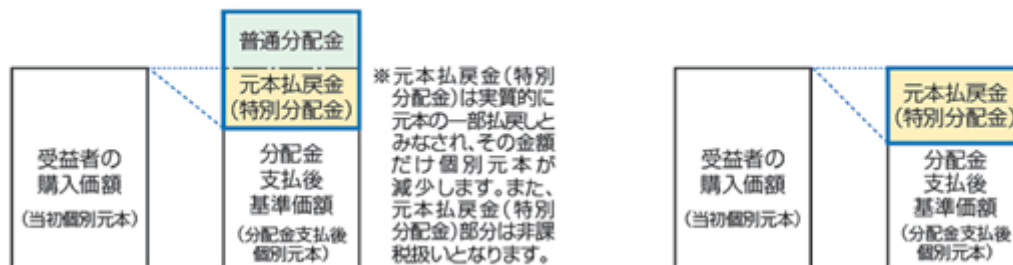 受益者の
購入価額
(当初個別元本)
普通分配金
元本払戻金
(特別分配金)
分配金
支払後
基準価額
(分配金支払後
個別元本)
※元本払戻金(特別
分配金)は実質的に
元本の一部払戻しと
みなされ、その金額
だけ個別元本が
減少します。また、
元本払戻金(特別
分配金)部分は非課
税扱いとなります。
受益者の
購入価額
(当初個別元本)
元本払戻金
(特別分配金)
分配金
支払後
基準価額
(分配金支払後
個別元本)